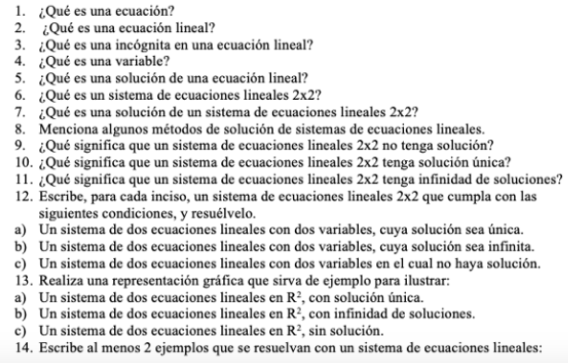 1. ¿Qué es una ecuación?
2. ¿Qué es una ecuación lineal?
3. ¿Qué es una incógnita en una ecuación lineal?
4. ¿Qué es una variable?
5. ¿Qué es una solución de una ecuación lineal?
6. ¿Qué es un sistema de ecuaciones lineales 2x2?
7. ¿Qué es una solución de un sistema de ecuaciones lineales 2x2?
8. Menciona algunos métodos de solución de sistemas de ecuaciones lineales.
9. ¿Qué significa que un sistema de ecuaciones lineales 2x2 no tenga solución?
10. ¿Qué significa que un sistema de ecuaciones lineales 2x2 tenga solución única?
11. ¿Qué significa que un sistema de ecuaciones lineales 2x2 tenga infinidad de soluciones?
12. Escribe, para cada inciso, un sistema de ecuaciones lineales 2x2 que cumpla con las
siguientes condiciones, y resuélvelo.
a) Un sistema de dos ecuaciones lineales con dos variables, cuya solución sea única.
b) Un sistema de dos ecuaciones lineales con dos variables, cuya solución sea infinita.
c) Un sistema de dos ecuaciones lineales con dos variables en el cual no haya solución.
13. Realiza una representación gráfica que sirva de ejemplo para ilustrar:
a) Un sistema de dos ecuaciones lineales en R², con solución única.
b) Un sistema de dos ecuaciones lineales en R², con infinidad de soluciones.
c) Un sistema de dos ecuaciones lineales en R², sin solución.
14. Escribe al menos 2 ejemplos que se resuelvan con un sistema de ecuaciones lineales: